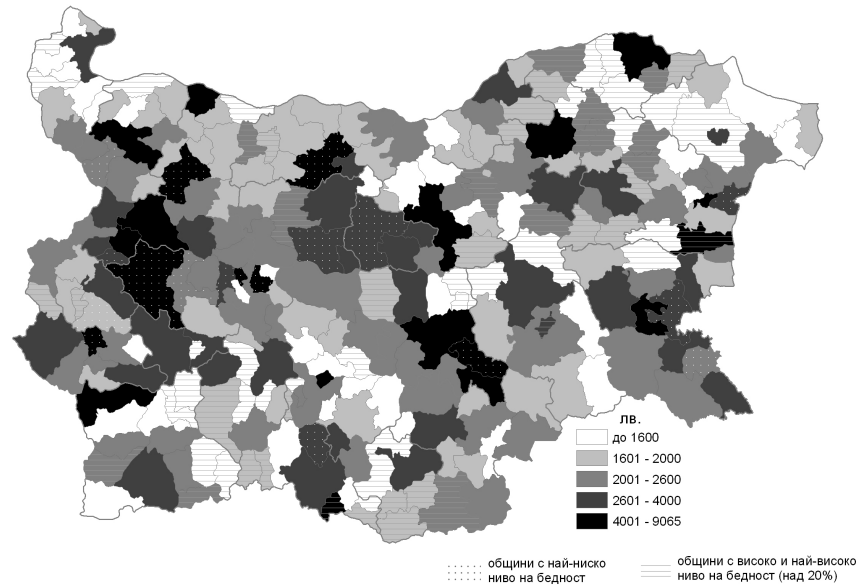 лв.
до 1600
1601 - 2000
2001 - 2600
2601 - 4000
4001 - 9065
общини с най-ниско
ниво на бедност
общини с високо и най-високо
ниво на бедност (над 20%)